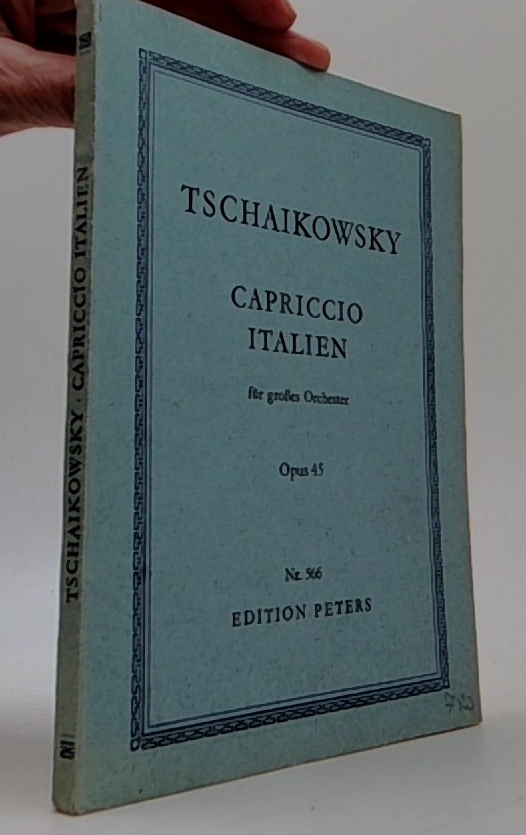 TSCHAIKOWSKY · CAPRICCIO ITALIEN
TSCHAIKOWSKY
CAPRICCIO
ITALIEN
für großes Orchester
Opus 45
Nr. 566
EDITION PETERS